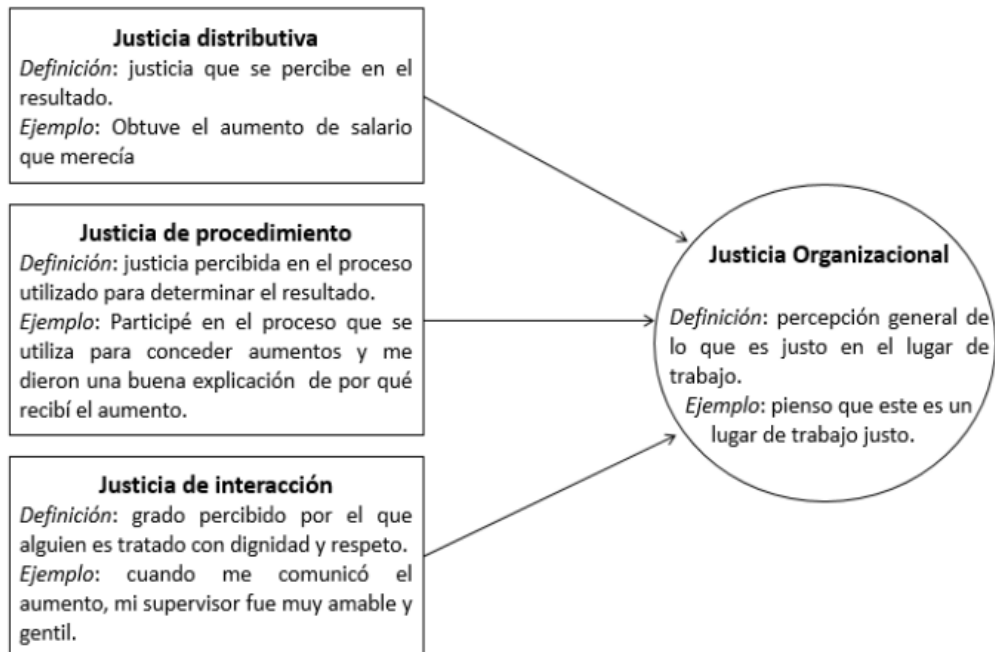 Justicia distributiva
Definición: justicia que se percibe en el
resultado.
Ejemplo: Obtuve el aumento de salario
que merecía
Justicia de procedimiento
Definición: justicia percibida en el proceso
utilizado para determinar el resultado.
Ejemplo: Participé en el proceso que se
utiliza para conceder aumentos y me
dieron una buena explicación de por qué
recibí el aumento.
Justicia de interacción
Definición: grado percibido por el que
alguien es tratado con dignidad y respeto.
Ejemplo: cuando me comunicó el
aumento, mi supervisor fue muy amable y
gentil.
Justicia Organizacional
Definición: percepción general de
lo que es justo en el lugar de
trabajo.
Ejemplo: pienso que este es un
lugar de trabajo justo.